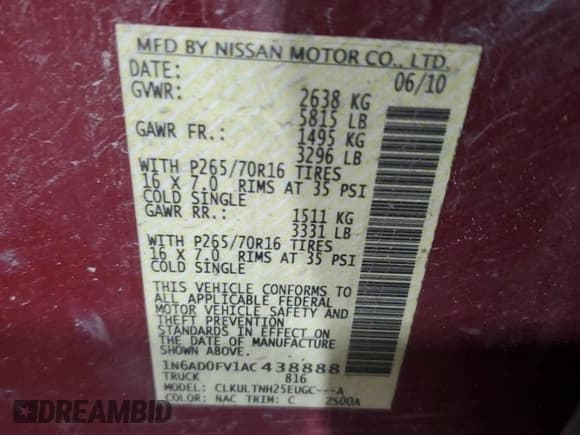 MFD BY NISSAN MOTOR CO., LTD.
DATE: 06/10
GVWR: 2638 KG
5815 LB
GAWR FR.: 1495 KG
3296 LB
WITH P265/70R16 TIRES
16 X 7.0 RIMS AT 35 PSI
COLD SINGLE
GAWR RR.: 1511 KG
3331 LB
WITH P265/70R16 TIRES
16 X 7.0 RIMS AT 35 PSI
COLD SINGLE
THIS VEHICLE CONFORMS TO
ALL APPLICABLE FEDERAL
MOTOR VEHICLE SAFETY AND
THEFT PREVENTION
STANDARDS IN EFFECT ON
THE DATE OF MANUFACTURE
SHOWN ABOVE.
1N6AD0FV1AC438888
TRUCK 816
MODEL: CLKULTNH25EUGC---A
COLOR: NAC TRIM: C 2S00A
DREAMBID